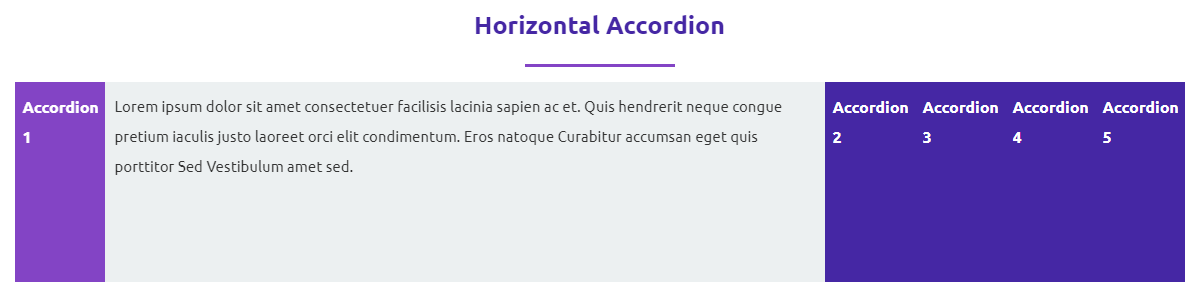 Horizontal Accordion
Accordion
1
Lorem ipsum dolor sit amet consectetuer facilisis lacinia sapien ac et. Quis hendrerit neque congue
pretium iaculis justo laoreet orci elit condimentum. Eros natoque Curabitur accumsan eget quis
porttitor Sed Vestibulum amet sed.
Accordion
2
Accordion
3
Accordion
4
Accordion
5